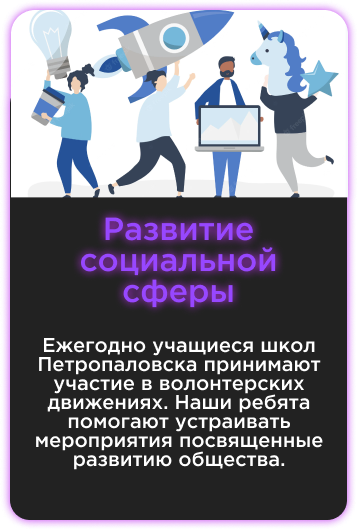 Развитие
социальной
сферы
Ежегодно учащиеся школ
Петропаловска принимают
участие в волонтерских
движениях. Наши ребята
помогают устраивать
мероприятия посвященные
развитию общества.